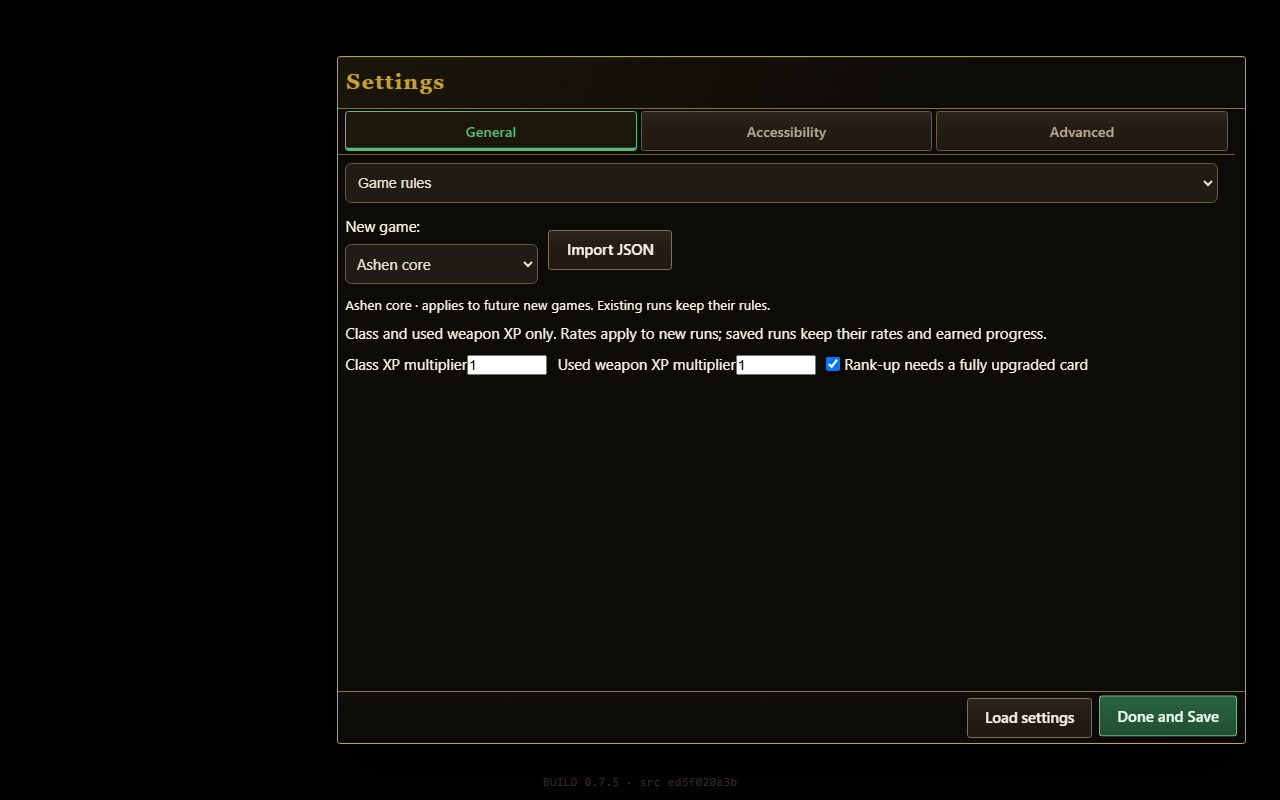 Settings
General Accessibility Advanced
Game rules
New game:
Ashen core Import JSON
Ashen core · applies to future new games. Existing runs keep their rules.
Class and used weapon XP only. Rates apply to new runs; saved runs keep their rates and earned progress.
Class XP multiplier 1 Used weapon XP multiplier 1 Rank-up needs a fully upgraded card
Load settings Done and Save
BUILD 0.7.5 · src ed5f020a3b